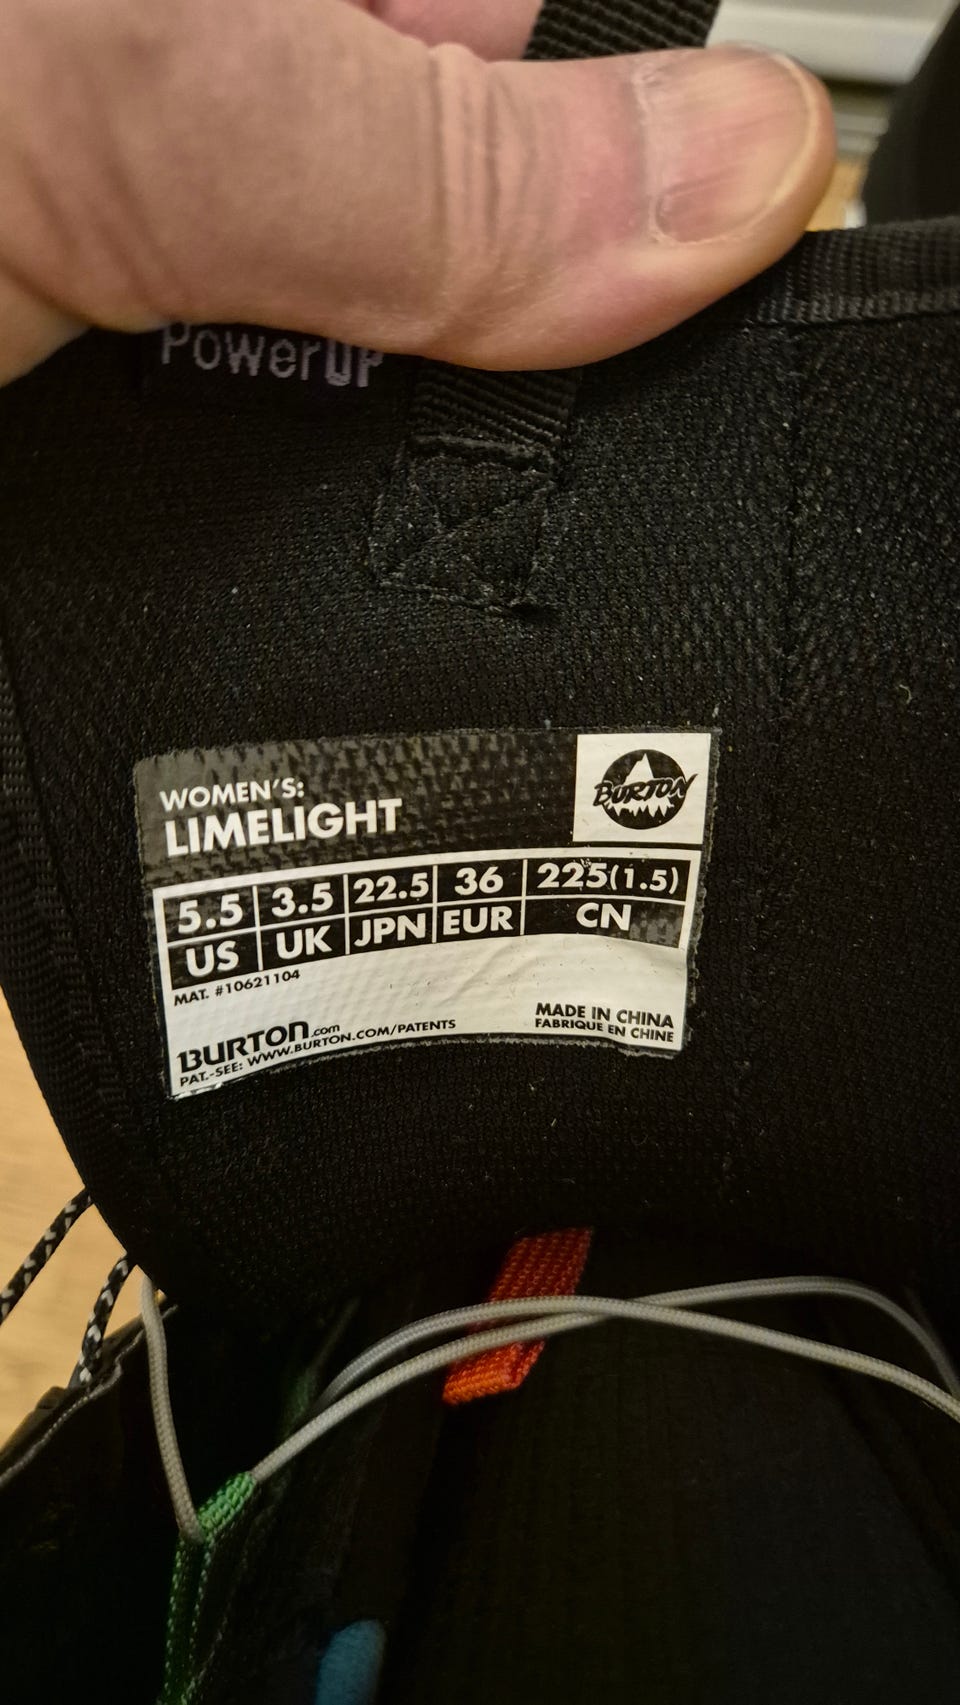 PowerUP
WOMEN'S:
LIMELIGHT
BURTON
5.5 3.5 22.5 36 225(1.5)
US UK JPN EUR CN
MAT. #10621104
BURTON.com
PAT.-SEE: WWW.BURTON.COM/PATENTS
MADE IN CHINA
FABRIQUE EN CHINE